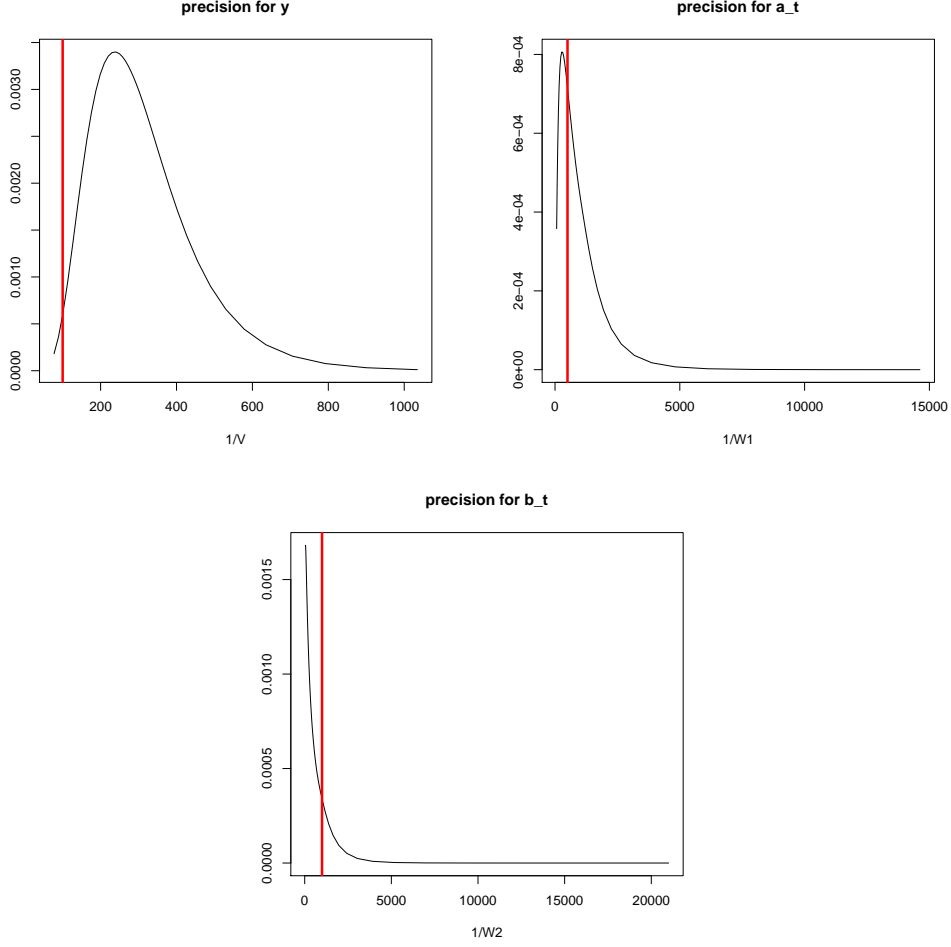 precision for y
0.0000
0.0010
0.0020
0.0030
200
400
600
800
1000
1/V
precision for a_t
0e+00
2e−04
4e−04
6e−04
8e−04
0
5000
10000
15000
1/W1
precision for b_t
0.0000
0.0005
0.0010
0.0015
0
5000
10000
15000
20000
1/W2